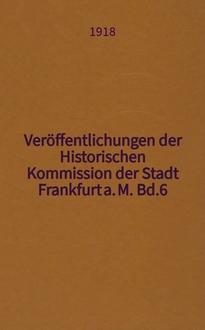 1918
Veröffentlichungen der
Historischen
Kommission der Stadt
Frankfurt a. M. Bd.6